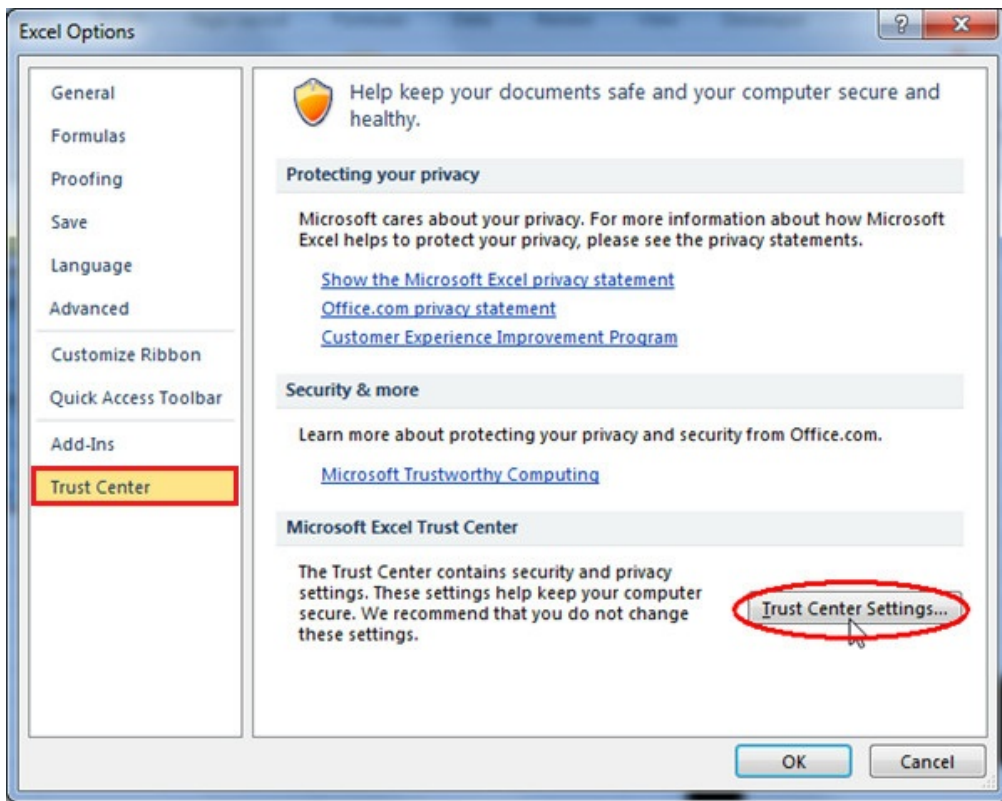 Excel Options
General
Formulas
Proofing
Save
Language
Advanced
Customize Ribbon
Quick Access Toolbar
Add-Ins
Trust Center
Help keep your documents safe and your computer secure and
healthy.
Protecting your privacy
Microsoft cares about your privacy. For more information about how Microsoft
Excel helps to protect your privacy, please see the privacy statements.
Show the Microsoft Excel privacy statement
Office.com privacy statement
Customer Experience Improvement Program
Security & more
Learn more about protecting your privacy and security from Office.com.
Microsoft Trustworthy Computing
Microsoft Excel Trust Center
The Trust Center contains security and privacy
settings. These settings help keep your computer
secure. We recommend that you do not change
these settings.
Trust Center Settings...
OK
Cancel